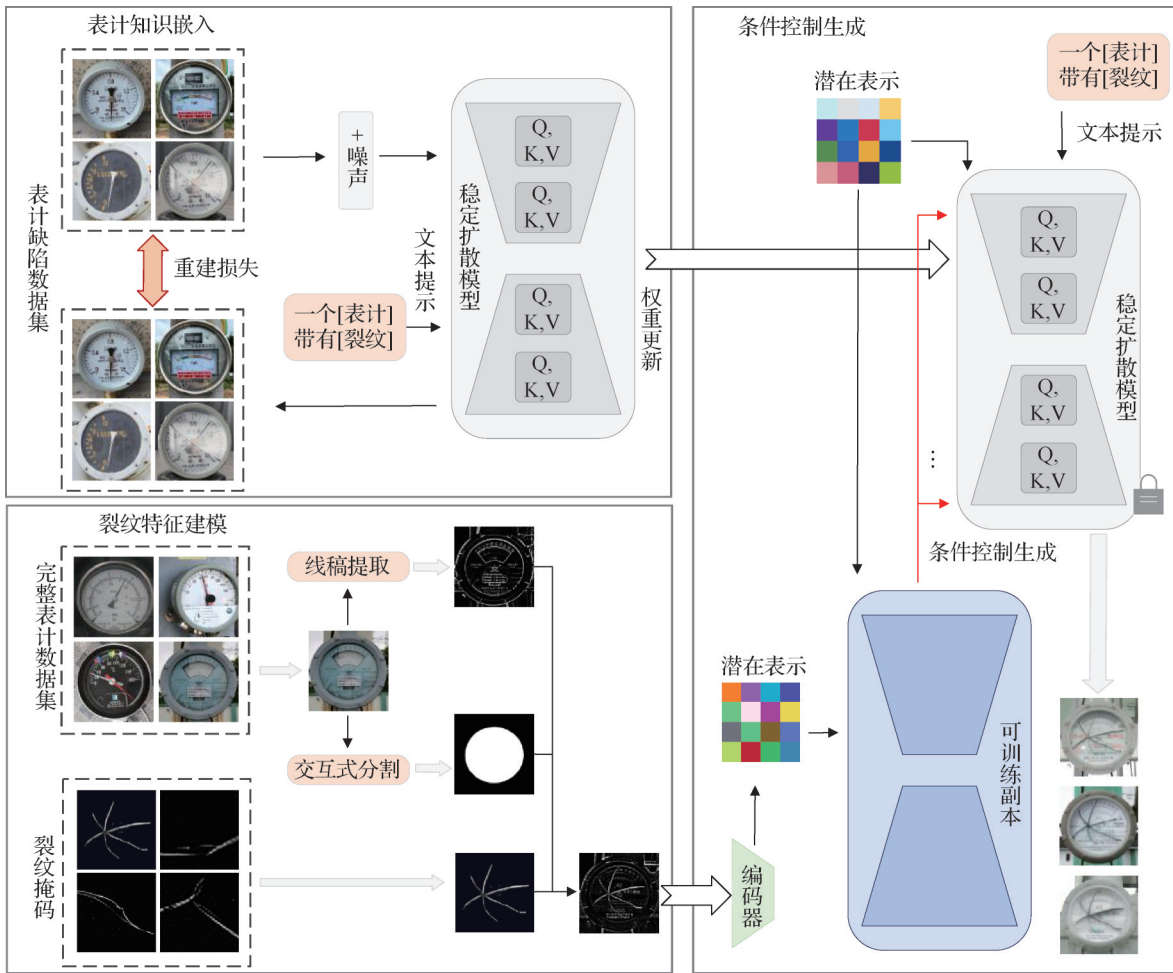 表计知识嵌入
表计缺陷数据集
重建损失
+噪声
文本提示
一个[表计]
带有[裂纹]
稳定扩散模型
Q,
K,V
Q,
K,V
Q,
K,V
Q,
K,V
权重更新
裂纹特征建模
完整表计数据集
线稿提取
交互式分割
裂纹掩码
条件控制生成
潜在表示
一个[表计]
带有[裂纹]
文本提示
Q,
K,V
Q,
K,V
Q,
K,V
Q,
K,V
稳定扩散模型
...
条件控制生成
潜在表示
编码器
可训练副本